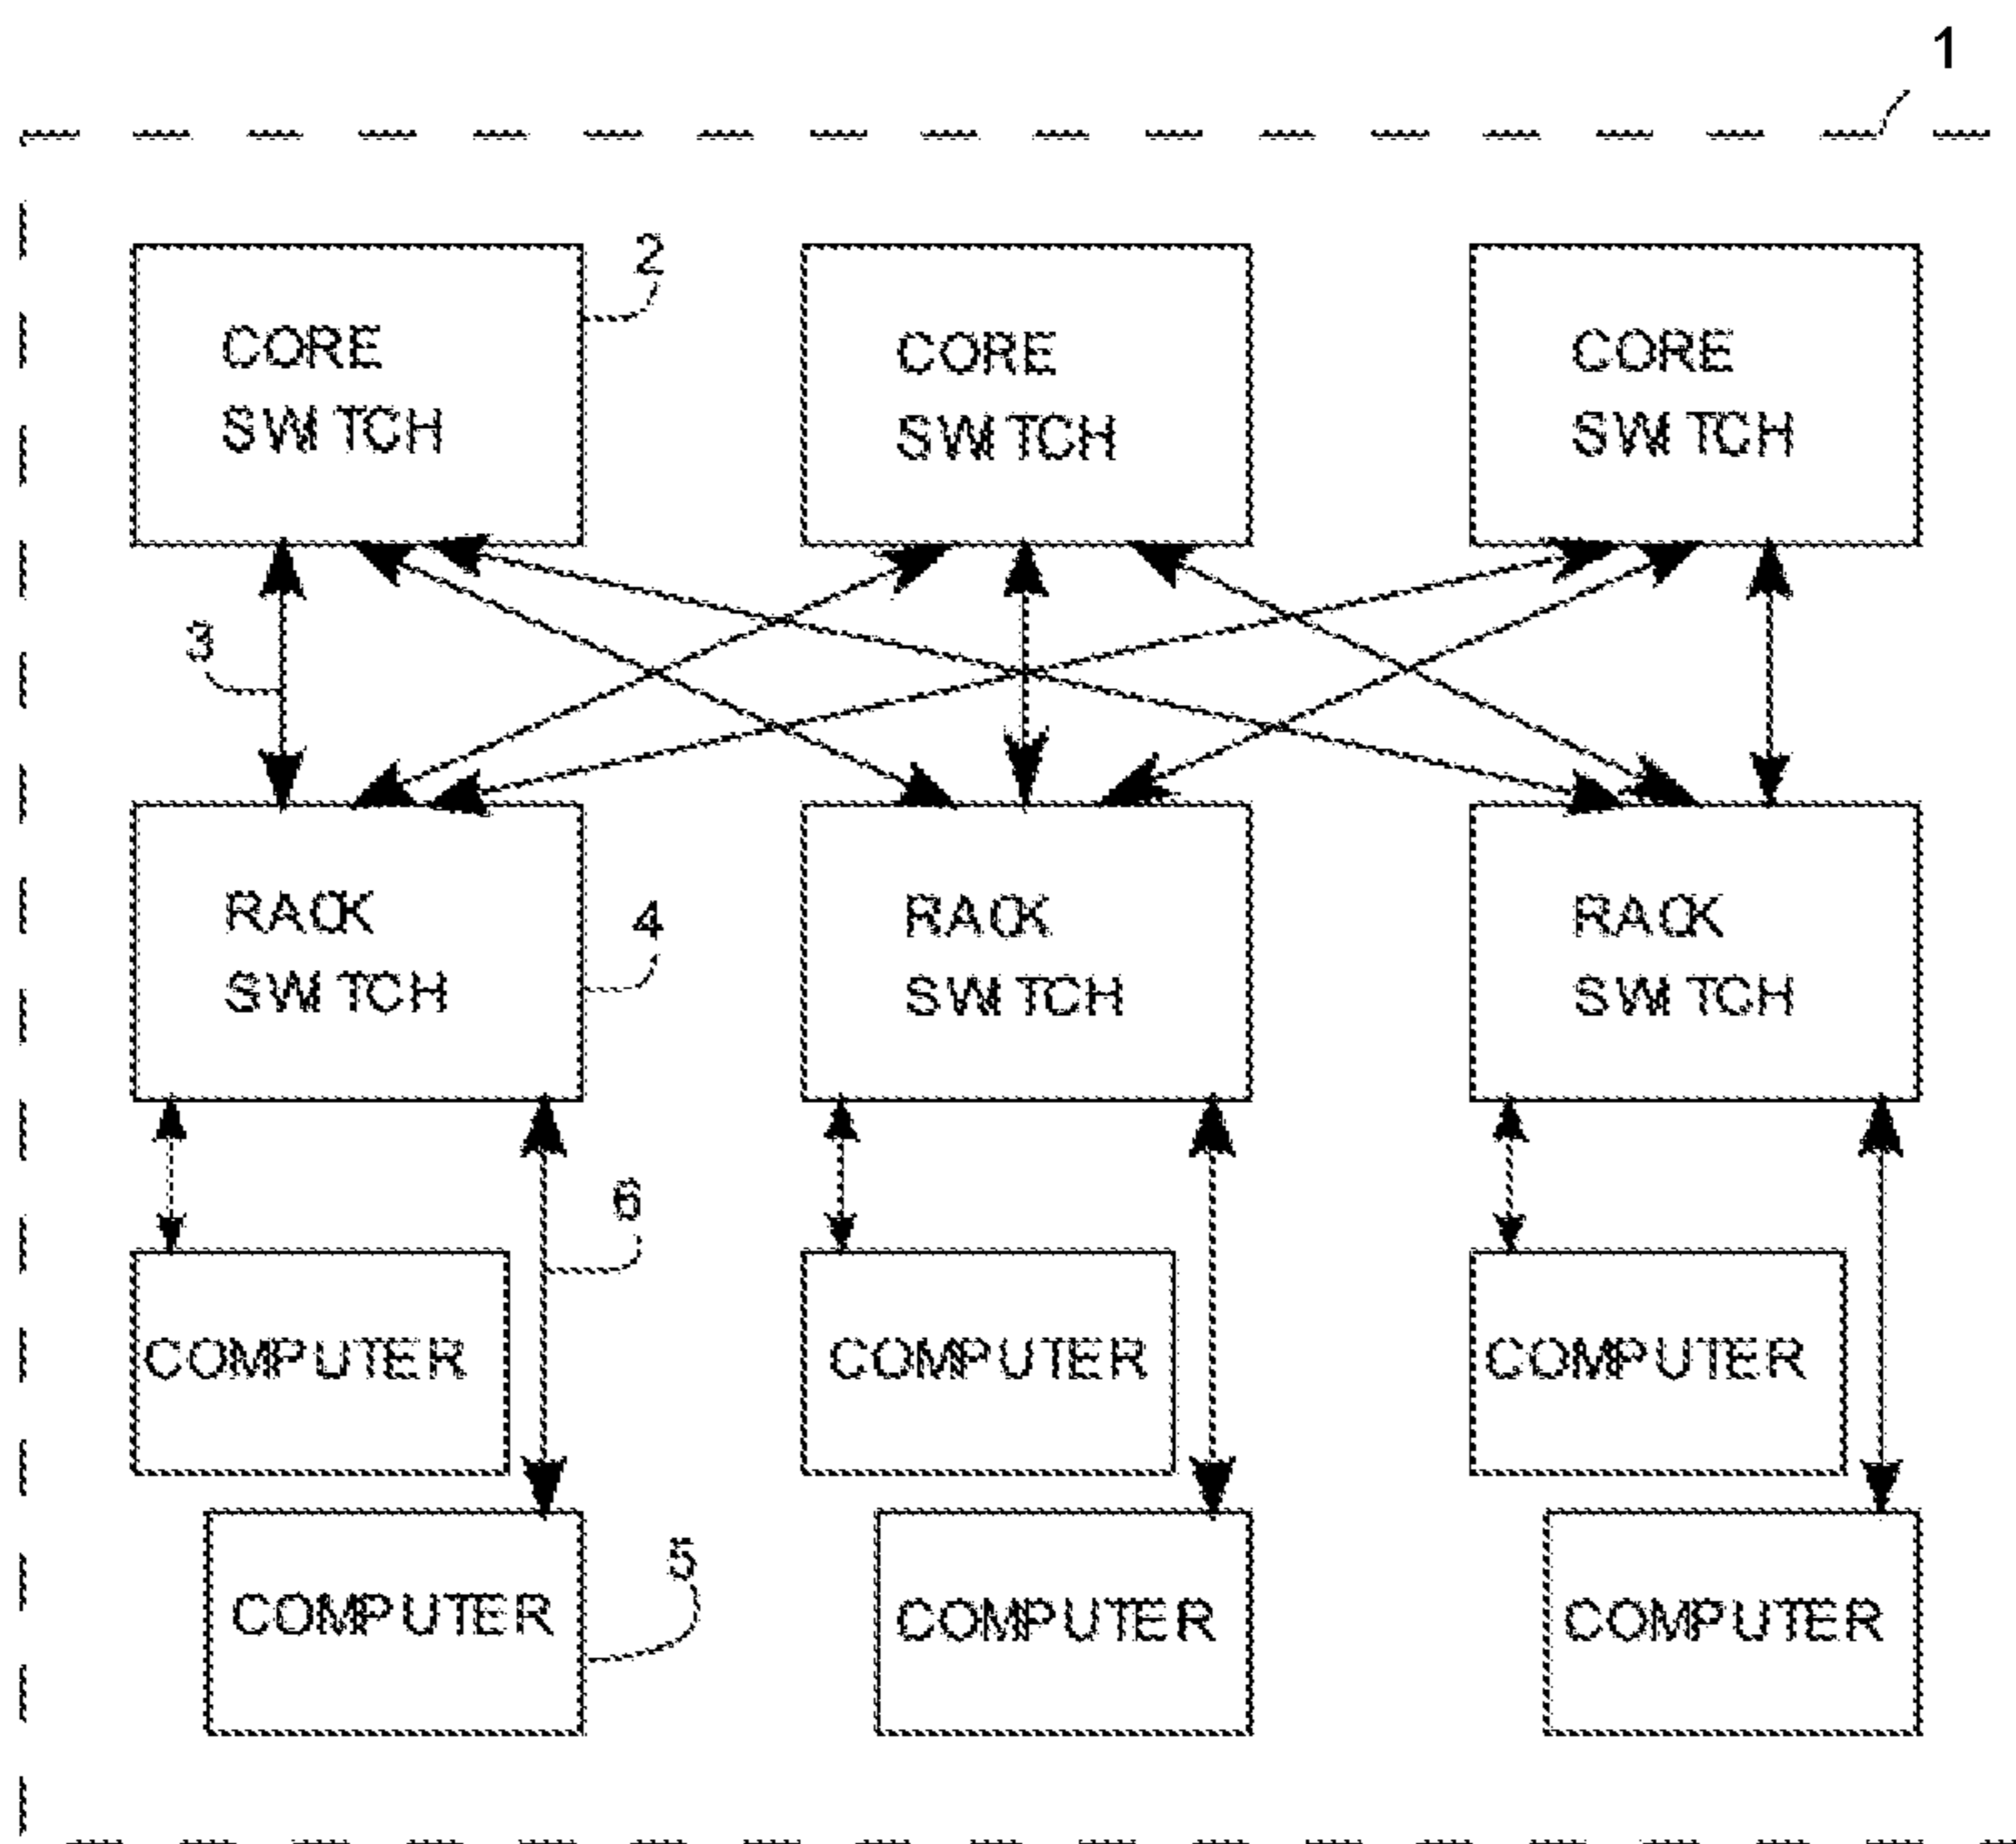 1
2
CORE
SWITCH
CORE
SWITCH
CORE
SWITCH
3
RACK
SWITCH
4
RACK
SWITCH
RACK
SWITCH
6
COMPUTER
COMPUTER
COMPUTER
5
COMPUTER
COMPUTER
COMPUTER